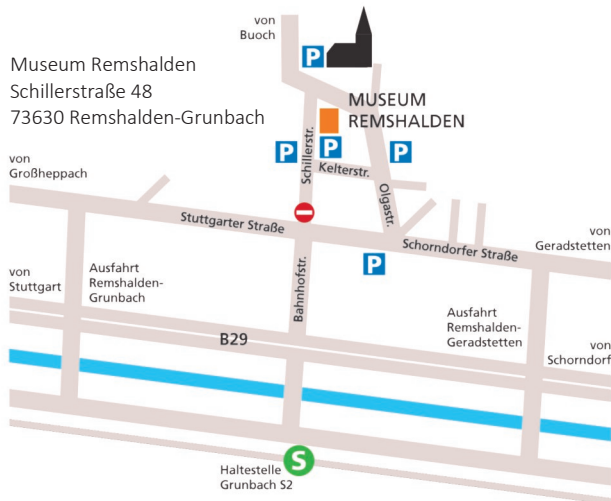 von
Buoch
P
Museum Remshalden
Schillerstraße 48
73630 Remshalden-Grunbach
MUSEUM
REMSHALDEN
P
P
P
Schillerstr.
Kelterstr.
Olgastr.
von
Großheppach
Stuttgarter Straße
Schorndorfer Straße
von
Geradstetten
P
von
Stuttgart
Ausfahrt
Remshalden-
Grunbach
Bahnhofstr.
Ausfahrt
Remshalden-
Geradstetten
B29
von
Schorndorf
S
Haltestelle
Grunbach S2